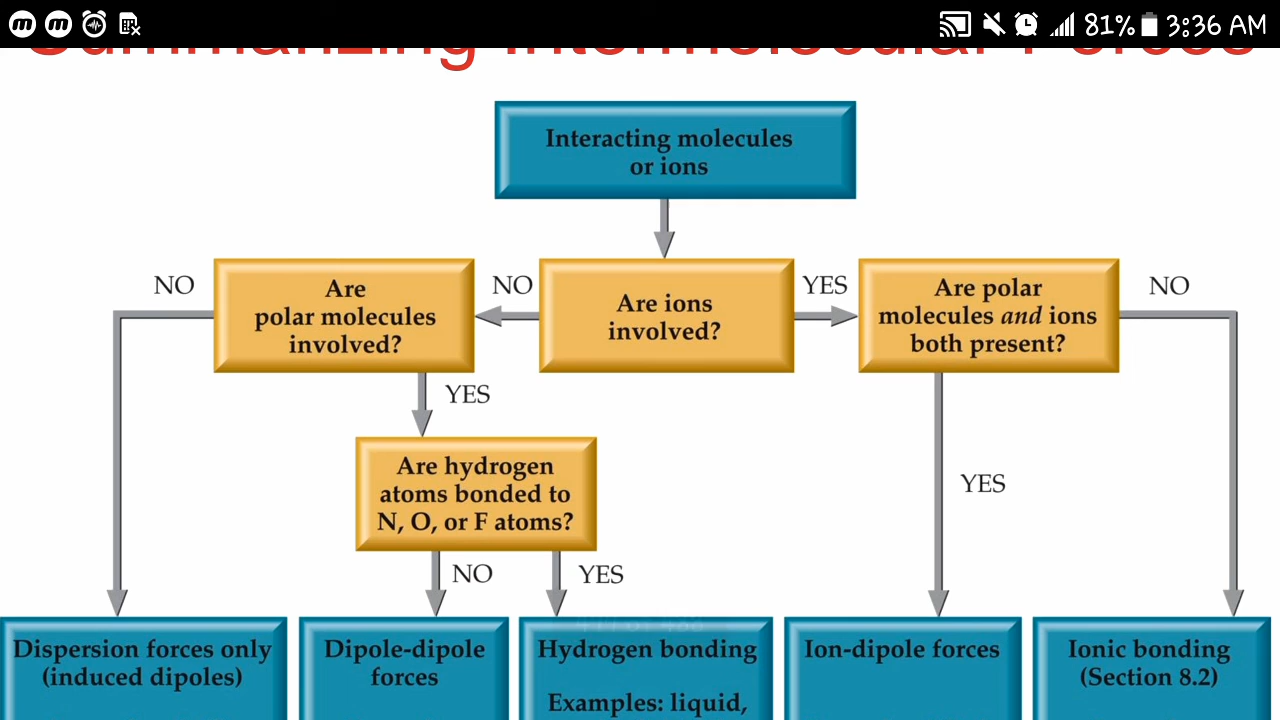 81% 3:36 AM
Summarizing Intermolecular Forces
Interacting molecules
or ions
NO
Are
polar molecules
involved?
NO
Are ions
involved?
YES
Are polar
molecules and ions
both present?
NO
YES
Are hydrogen
atoms bonded to
N, O, or F atoms?
YES
NO
YES
Dispersion forces only
(induced dipoles)
Dipole-dipole
forces
Hydrogen bonding
Examples: liquid,
Ion-dipole forces
Ionic bonding
(Section 8.2)